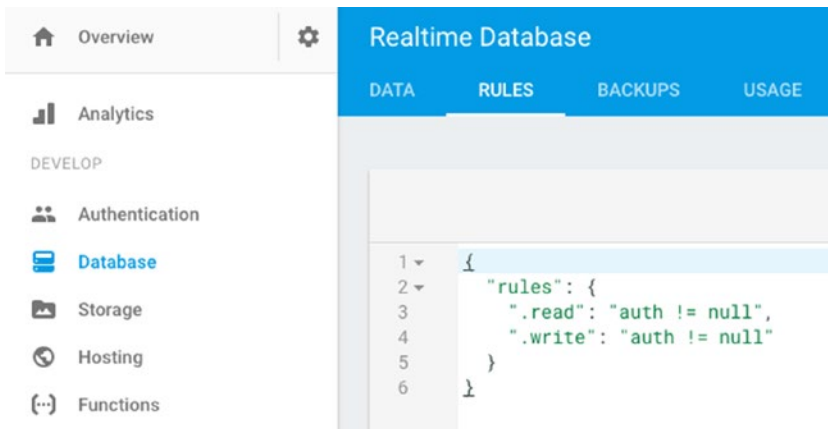 Overview
Analytics
DEVELOP
Authentication
Database
Storage
Hosting
Functions
Realtime Database
DATA RULES BACKUPS USAGE
1 {
2 "rules": {
3 ".read": "auth != null",
4 ".write": "auth != null"
5 }
6 }